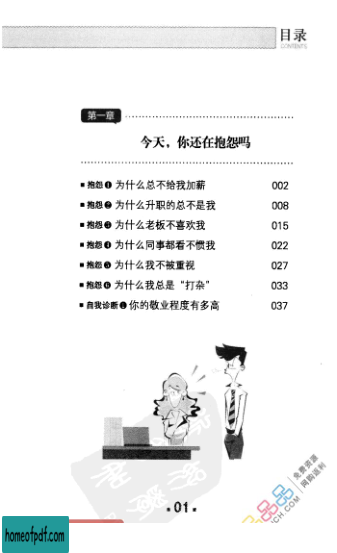 目录
CONTENTS
第一章
今天，你还在抱怨吗
■ 抱怨❶ 为什么总不给我加薪 002
■ 抱怨❷ 为什么升职的总不是我 008
■ 抱怨❸ 为什么老板不喜欢我 015
■ 抱怨❹ 为什么同事都看不惯我 022
■ 抱怨❺ 为什么我不被重视 027
■ 抱怨❻ 为什么我总是“打杂” 033
■ 自我诊断❶ 你的敬业程度有多高 037
免费资源
网购返利
■ 01 ■
homeofpdf.com